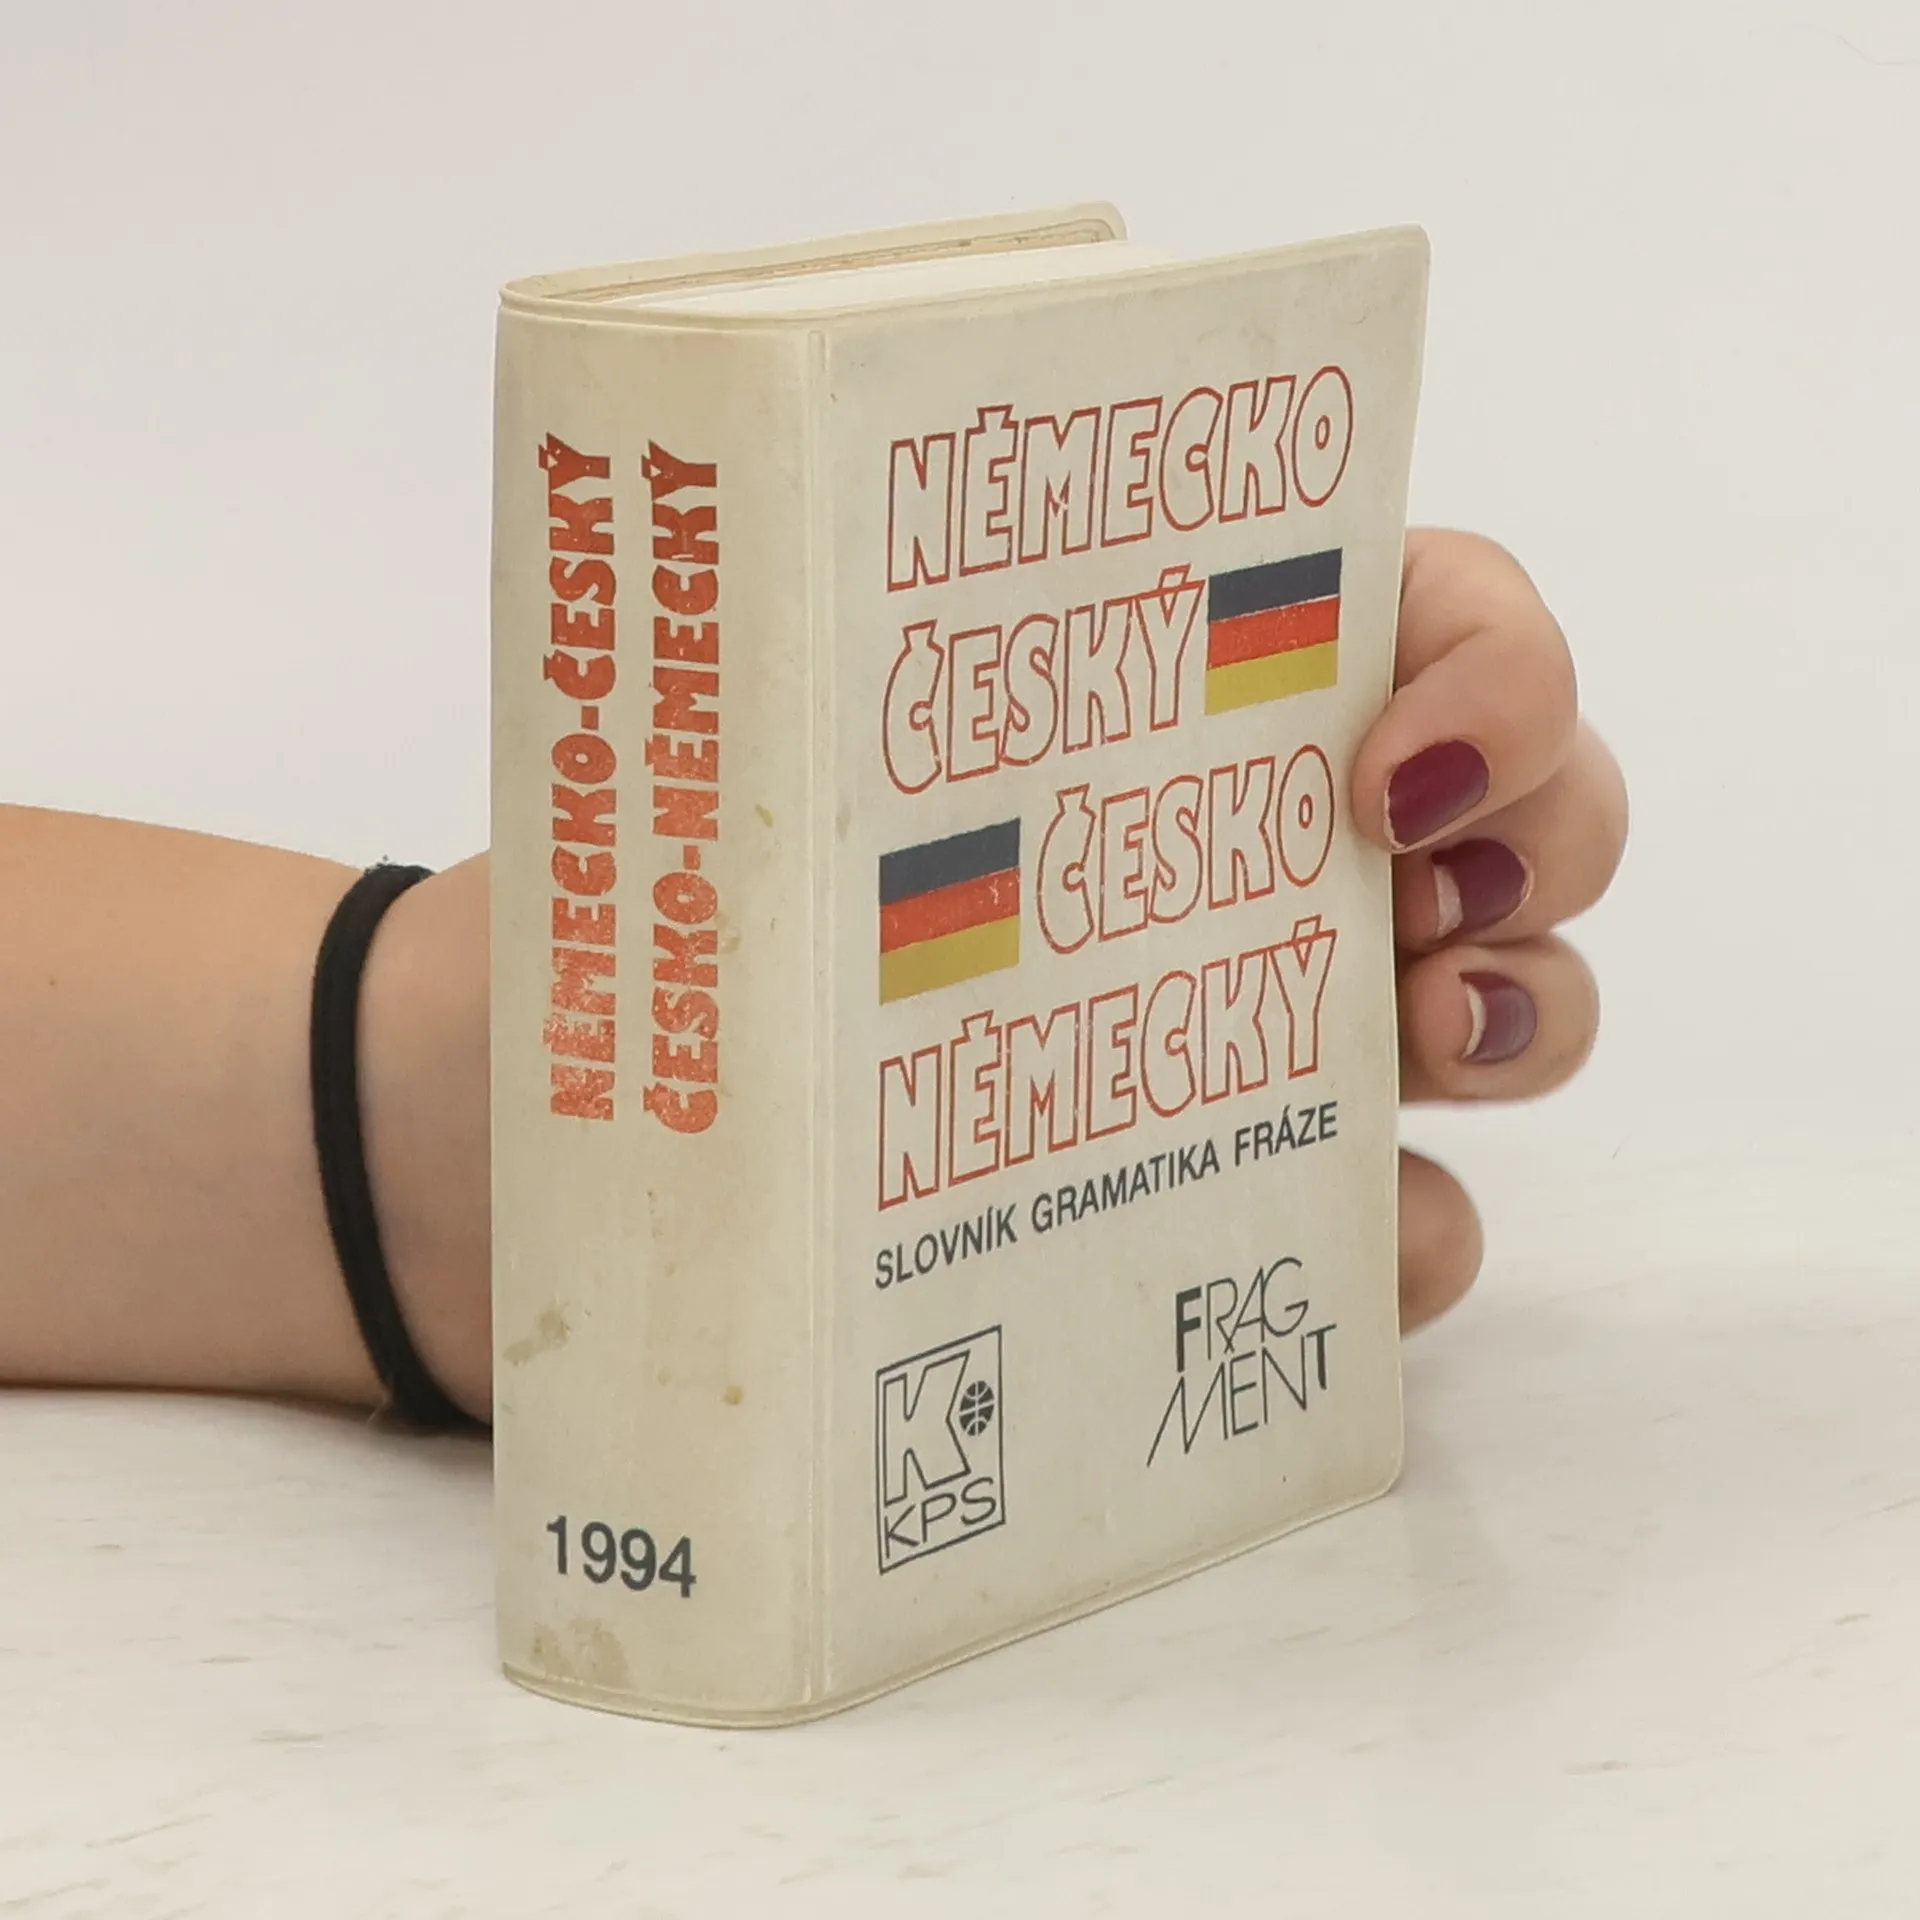 NĚMECKO-ČESKÝ
ČESKO-NĚMECKÝ
1994
NĚMECKO
ČESKÝ
ČESKO
NĚMECKÝ
SLOVNÍK GRAMATIKA FRÁZE
K
KPS
FRAG
MENT